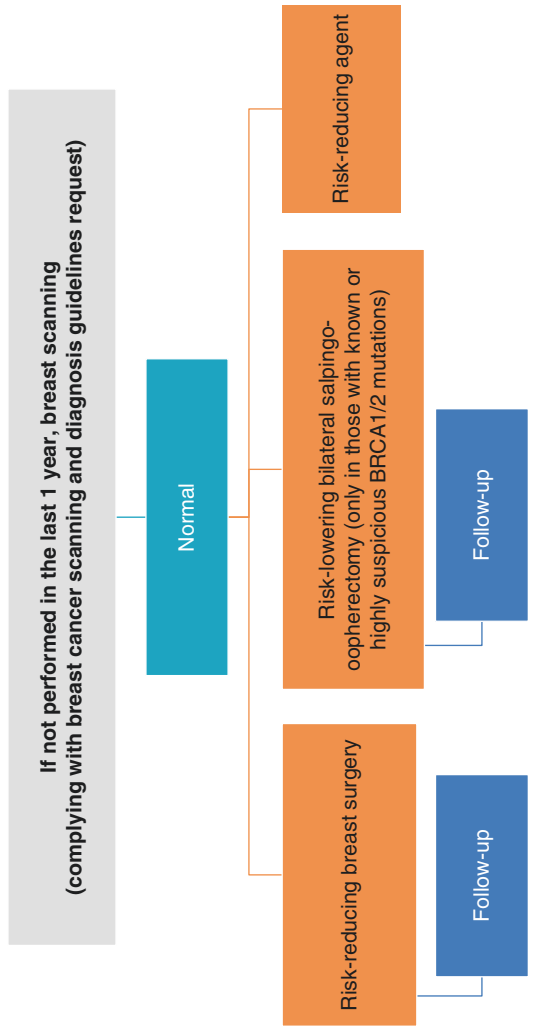 If not performed in the last 1 year, breast scanning
(complying with breast cancer scanning and diagnosis guidelines request)
Normal
Risk-reducing breast surgery
Risk-lowering bilateral salpingo-
oopherectomy (only in those with known or
highly suspicious BRCA1/2 mutations)
Risk-reducing agent
Follow-up
Follow-up